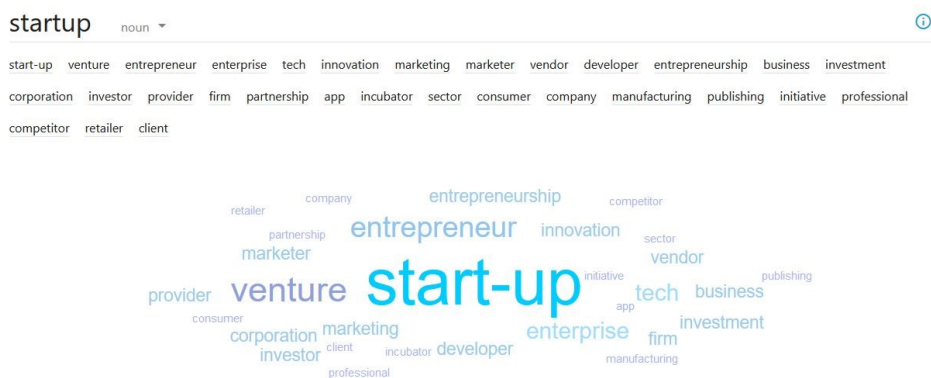 startup noun
start-up venture entrepreneur enterprise tech innovation marketing marketer vendor developer entrepreneurship business investment
corporation investor provider firm partnership app incubator sector consumer company manufacturing publishing initiative professional
competitor retailer client
company entrepreneurship competitor
retailer
partnership entrepreneur innovation sector
marketer vendor
provider venture start-up initiative tech business publishing
app
consumer
corporation marketing enterprise firm investment
investor client incubator developer manufacturing
professional